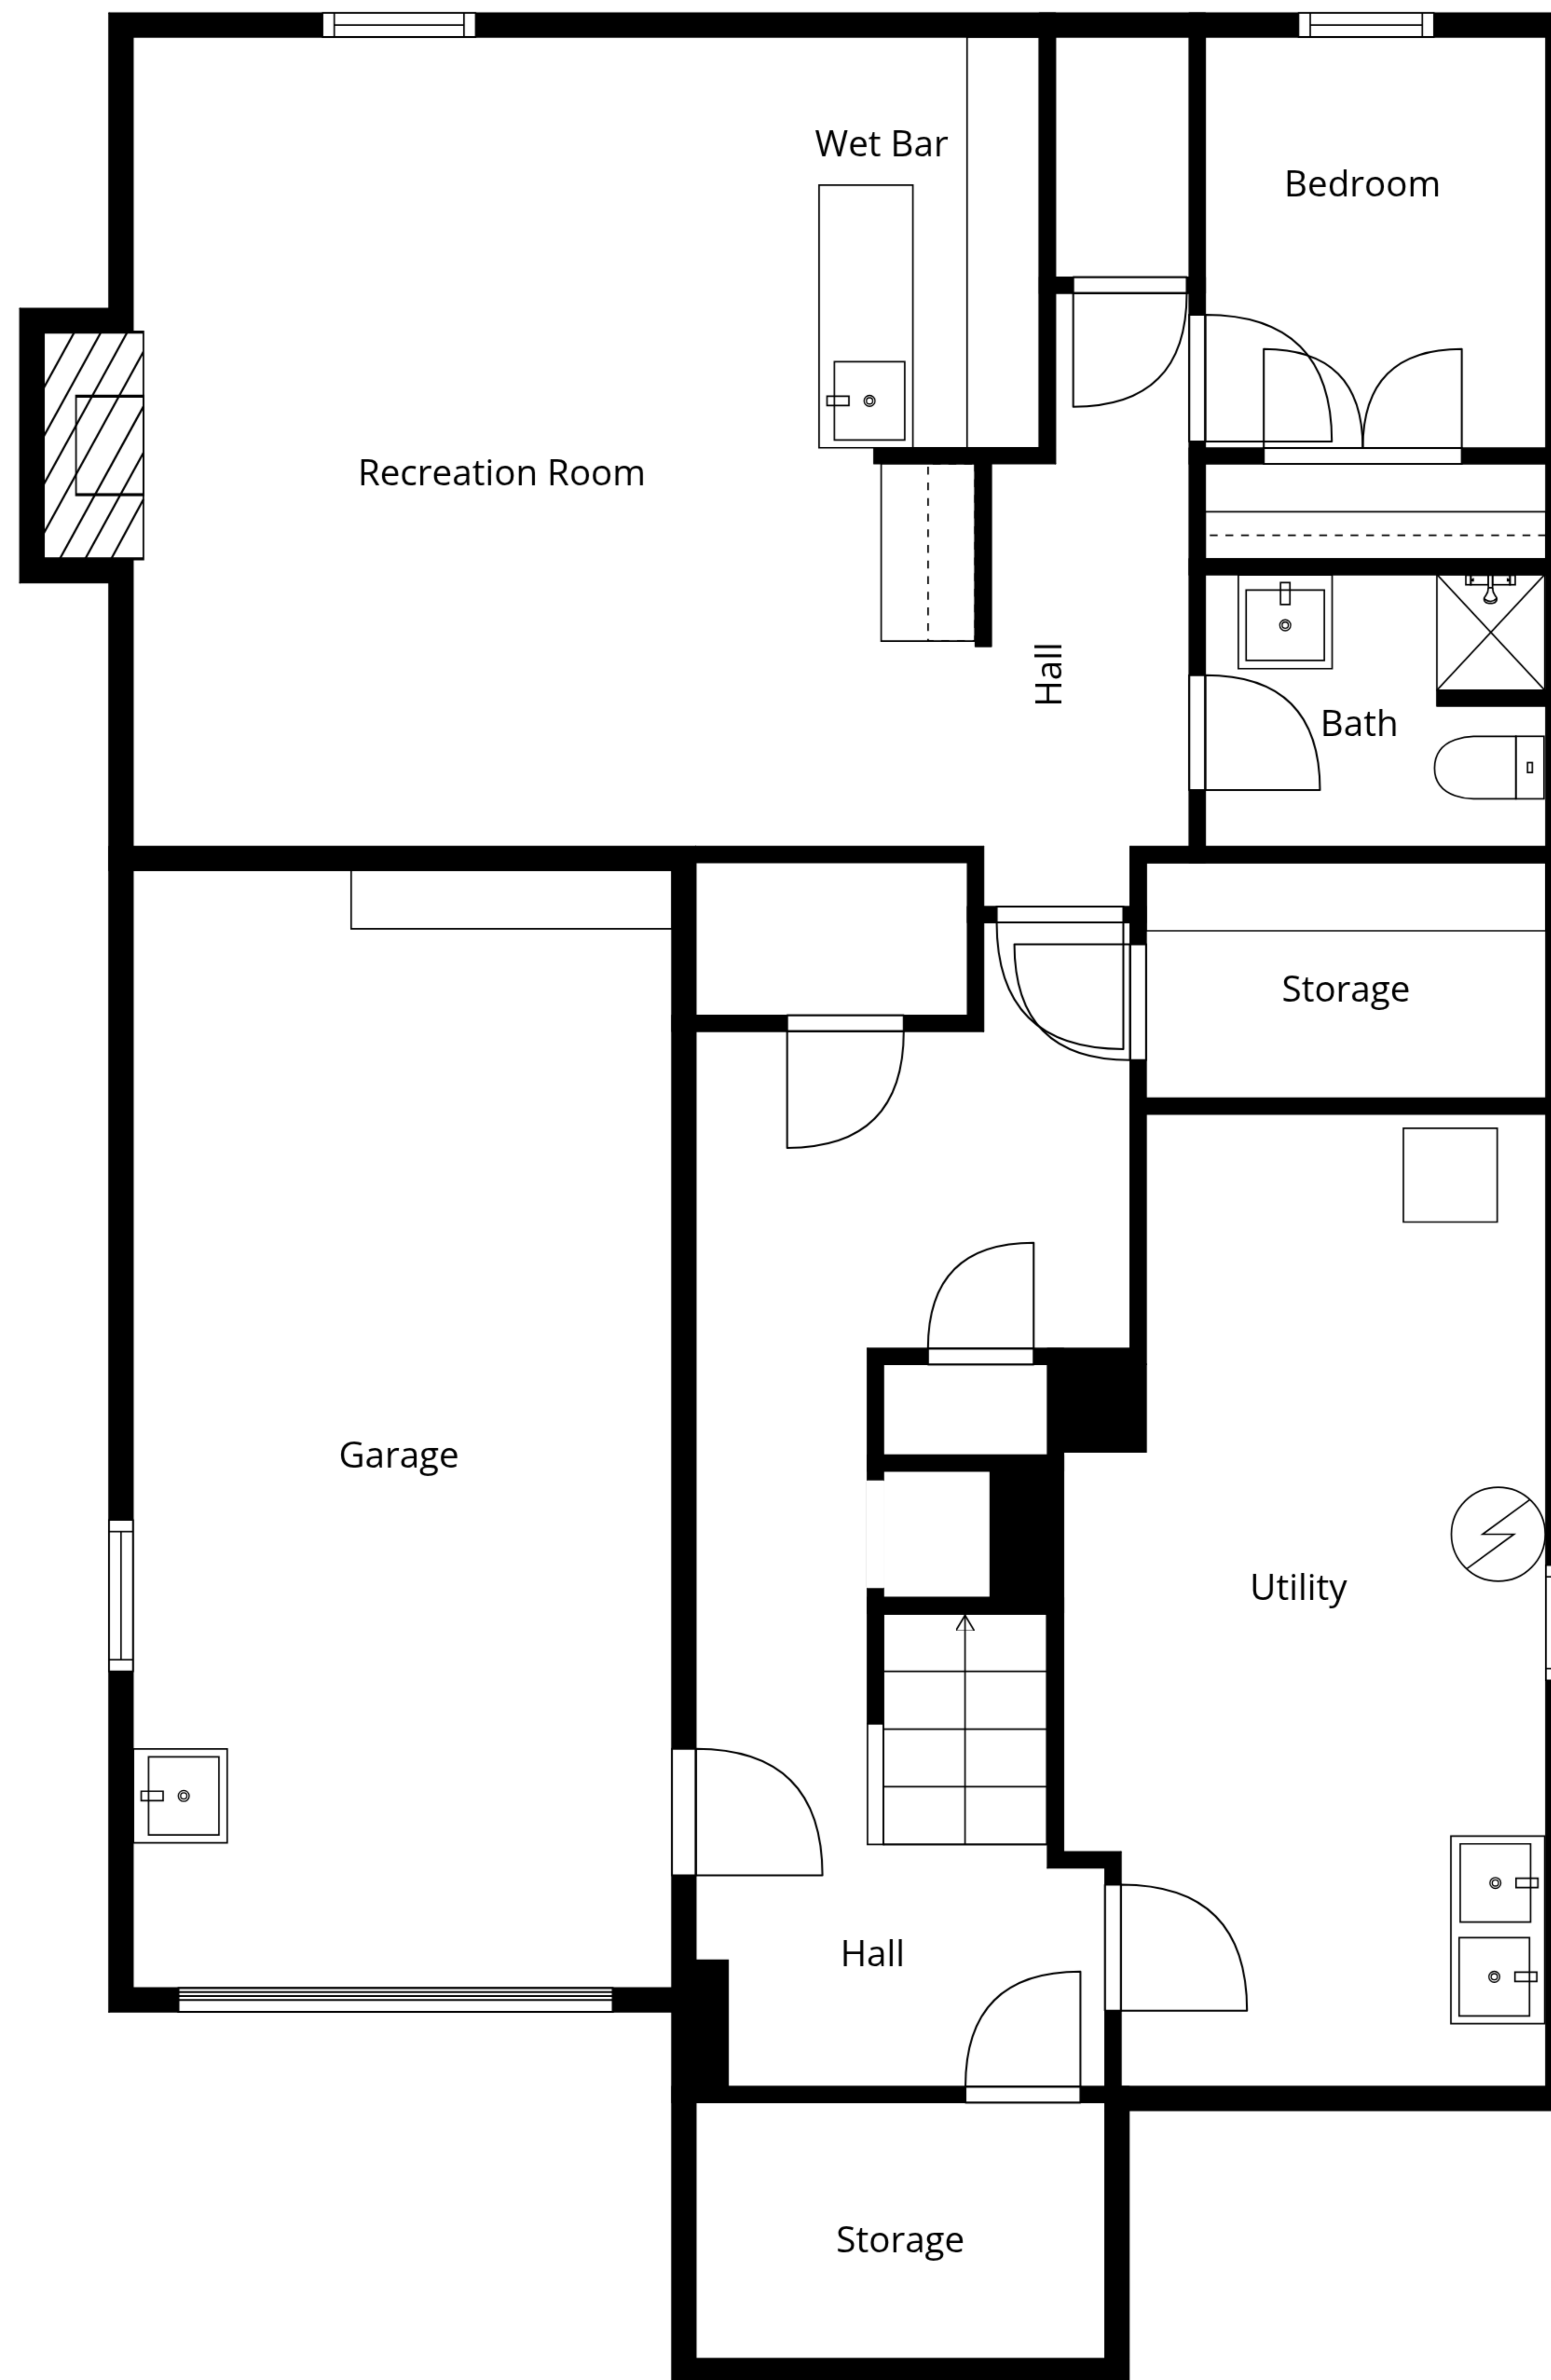 Wet Bar
Bedroom
Recreation Room
Hall
Bath
Storage
Garage
Utility
Hall
Storage